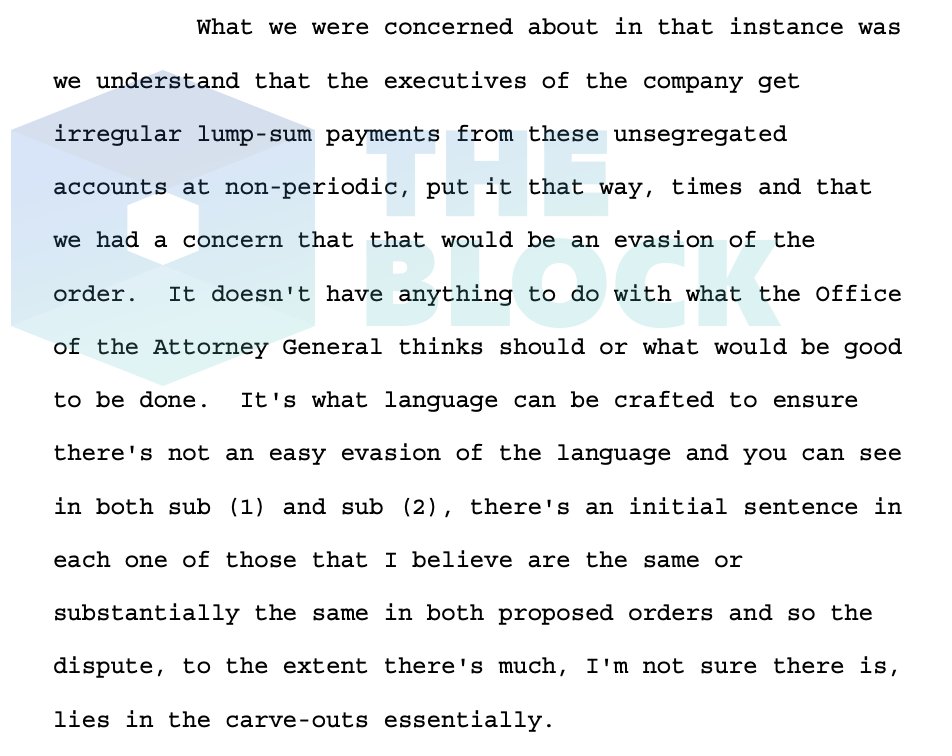 What we were concerned about in that instance was
we understand that the executives of the company get
irregular lump-sum payments from these unsegregated
accounts at non-periodic, put it that way, times and that
we had a concern that that would be an evasion of the
order.  It doesn't have anything to do with what the Office
of the Attorney General thinks should or what would be good
to be done.  It's what language can be crafted to ensure
there's not an easy evasion of the language and you can see
in both sub (1) and sub (2), there's an initial sentence in
each one of those that I believe are the same or
substantially the same in both proposed orders and so the
dispute, to the extent there's much, I'm not sure there is,
lies in the carve-outs essentially.
THE
BLOCK